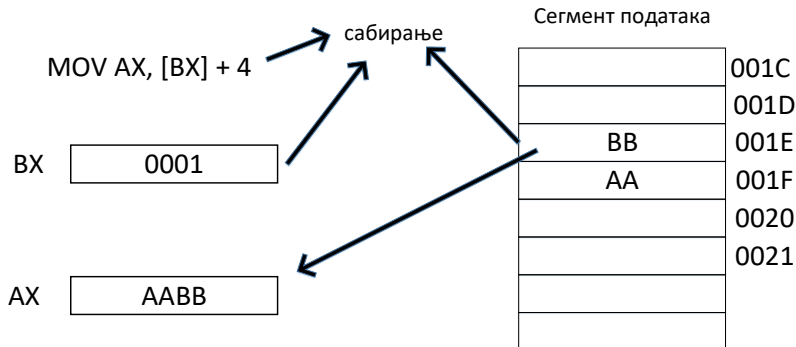 Сегмент података
сабирање
MOV AX, [BX] + 4
001C
001D
BB 001E
BX 0001
AA 001F
0020
0021
AX AABB